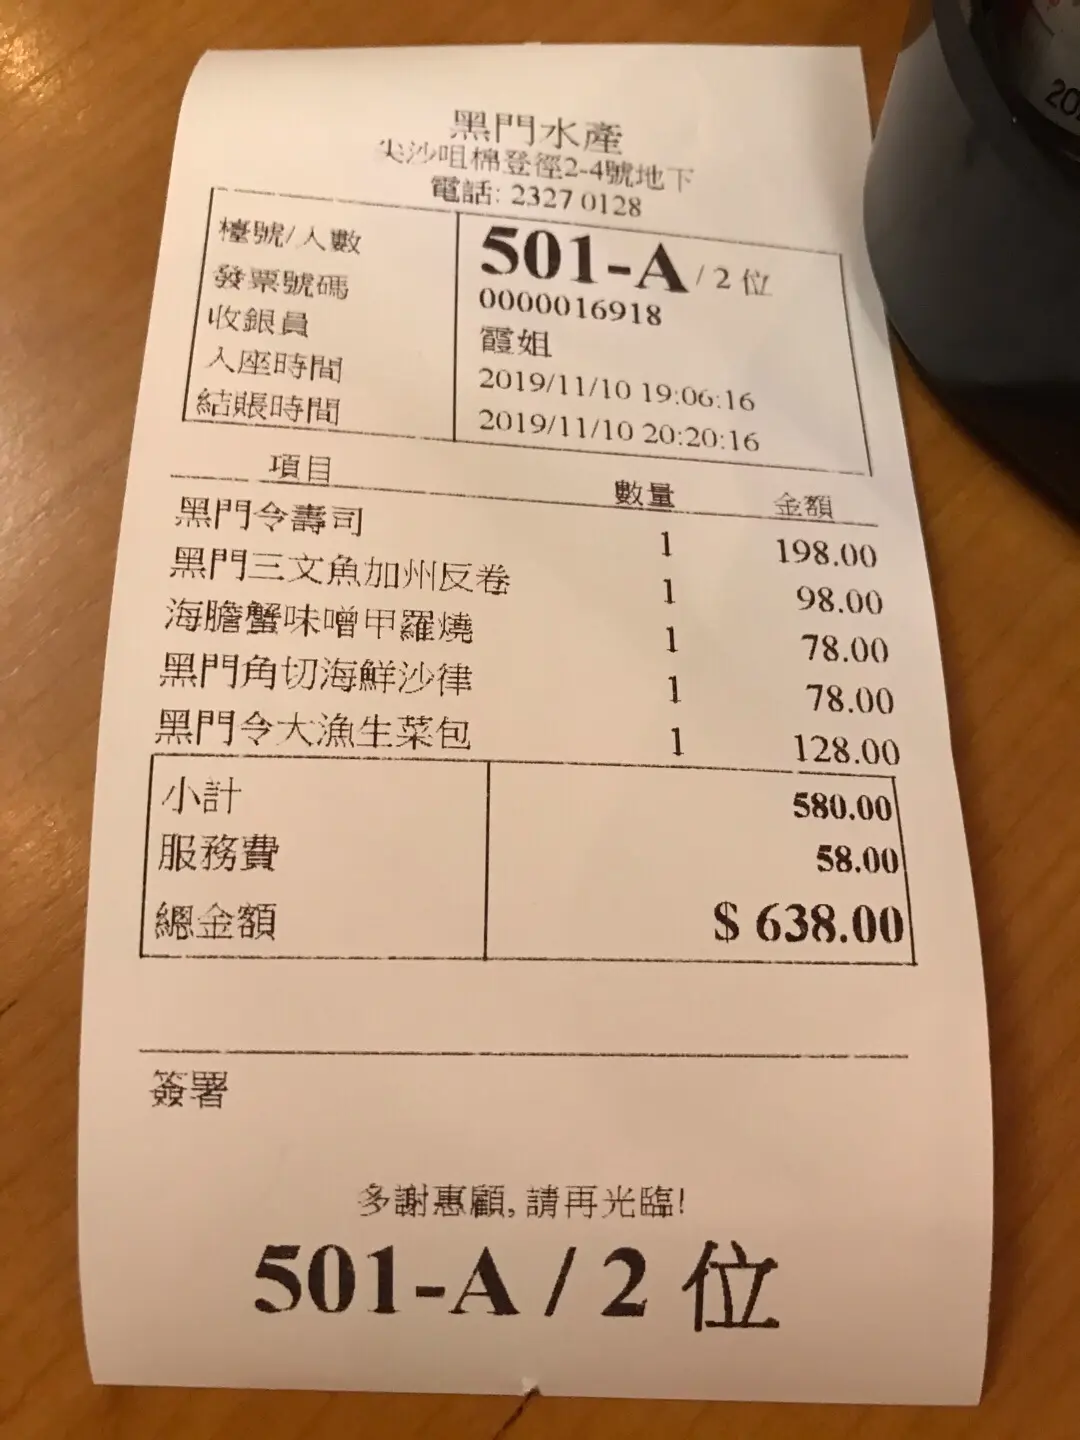 黑門水產
尖沙咀棉登徑2-4號地下
電話: 2327 0128
檯號/人數 501-A / 2 位
發票號碼 0000016918
收銀員 霞姐
入座時間 2019/11/10 19:06:16
結賬時間 2019/11/10 20:20:16
項目 數量 金額
黑門令壽司 1 198.00
黑門三文魚加州反卷 1 98.00
海膽蟹味噌甲羅燒 1 78.00
黑門角切海鮮沙律 1 78.00
黑門令大漁生菜包 1 128.00
小計 580.00
服務費 58.00
總金額 $ 638.00
簽署
多謝惠顧, 請再光臨!
501-A / 2 位